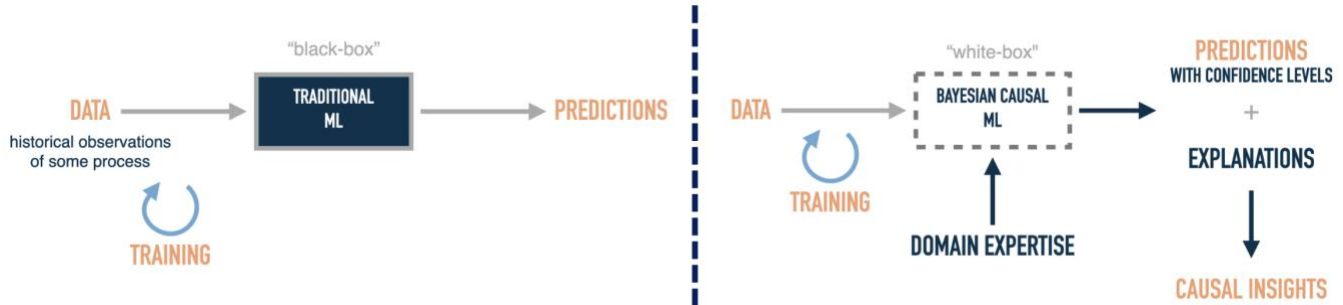 “black-box”
TRADITIONAL
ML
DATA
historical observations
of some process
TRAINING
PREDICTIONS
“white-box"
BAYESIAN CAUSAL
ML
DATA
TRAINING
DOMAIN EXPERTISE
PREDICTIONS
WITH CONFIDENCE LEVELS
+
EXPLANATIONS
CAUSAL INSIGHTS